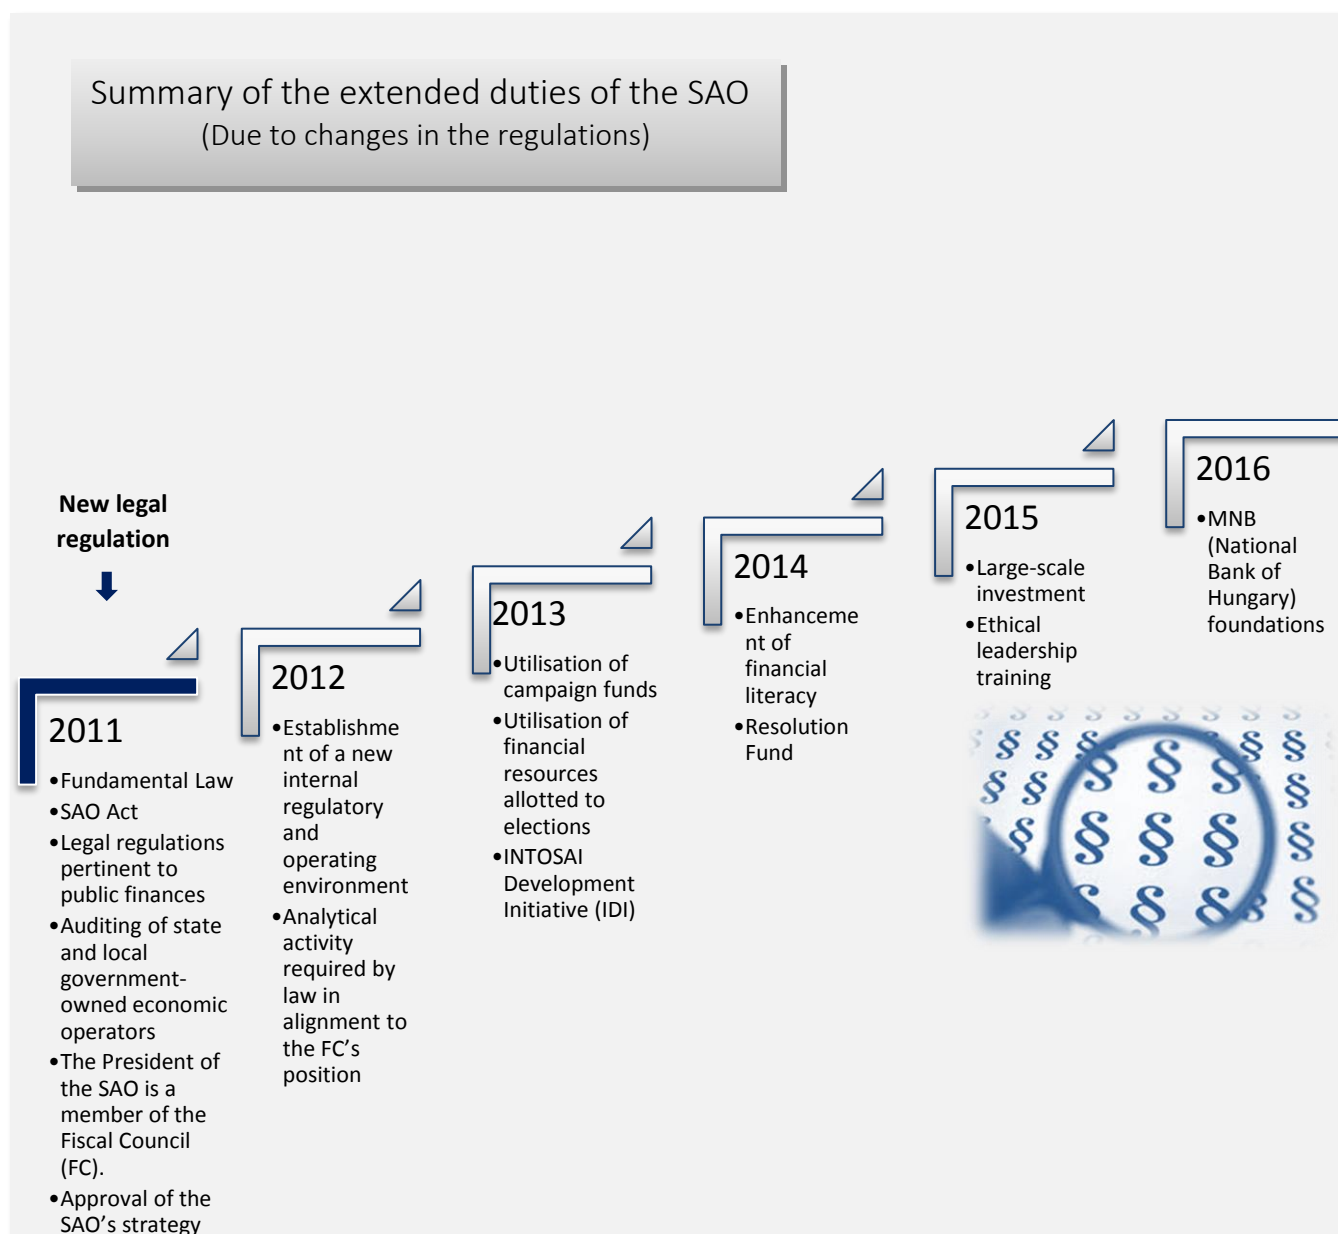 Summary of the extended duties of the SAO
(Due to changes in the regulations)
New legal
regulation
2011
•Fundamental Law
•SAO Act
•Legal regulations
pertinent to
public finances
•Auditing of state
and local
government-
owned economic
operators
•The President of
the SAO is a
member of the
Fiscal Council
(FC).
•Approval of the
SAO's strategy
2012
•Establishme
nt of a new
internal
regulatory
and
operating
environment
•Analytical
activity
required by
law in
alignment to
the FC's
position
2013
•Utilisation of
campaign funds
•Utilisation of
financial
resources
allotted to
elections
•INTOSAI
Development
Initiative (IDI)
2014
•Enhanceme
nt of
financial
literacy
•Resolution
Fund
2015
•Large-scale
investment
•Ethical
leadership
training
2016
•MNB
(National
Bank of
Hungary)
foundations